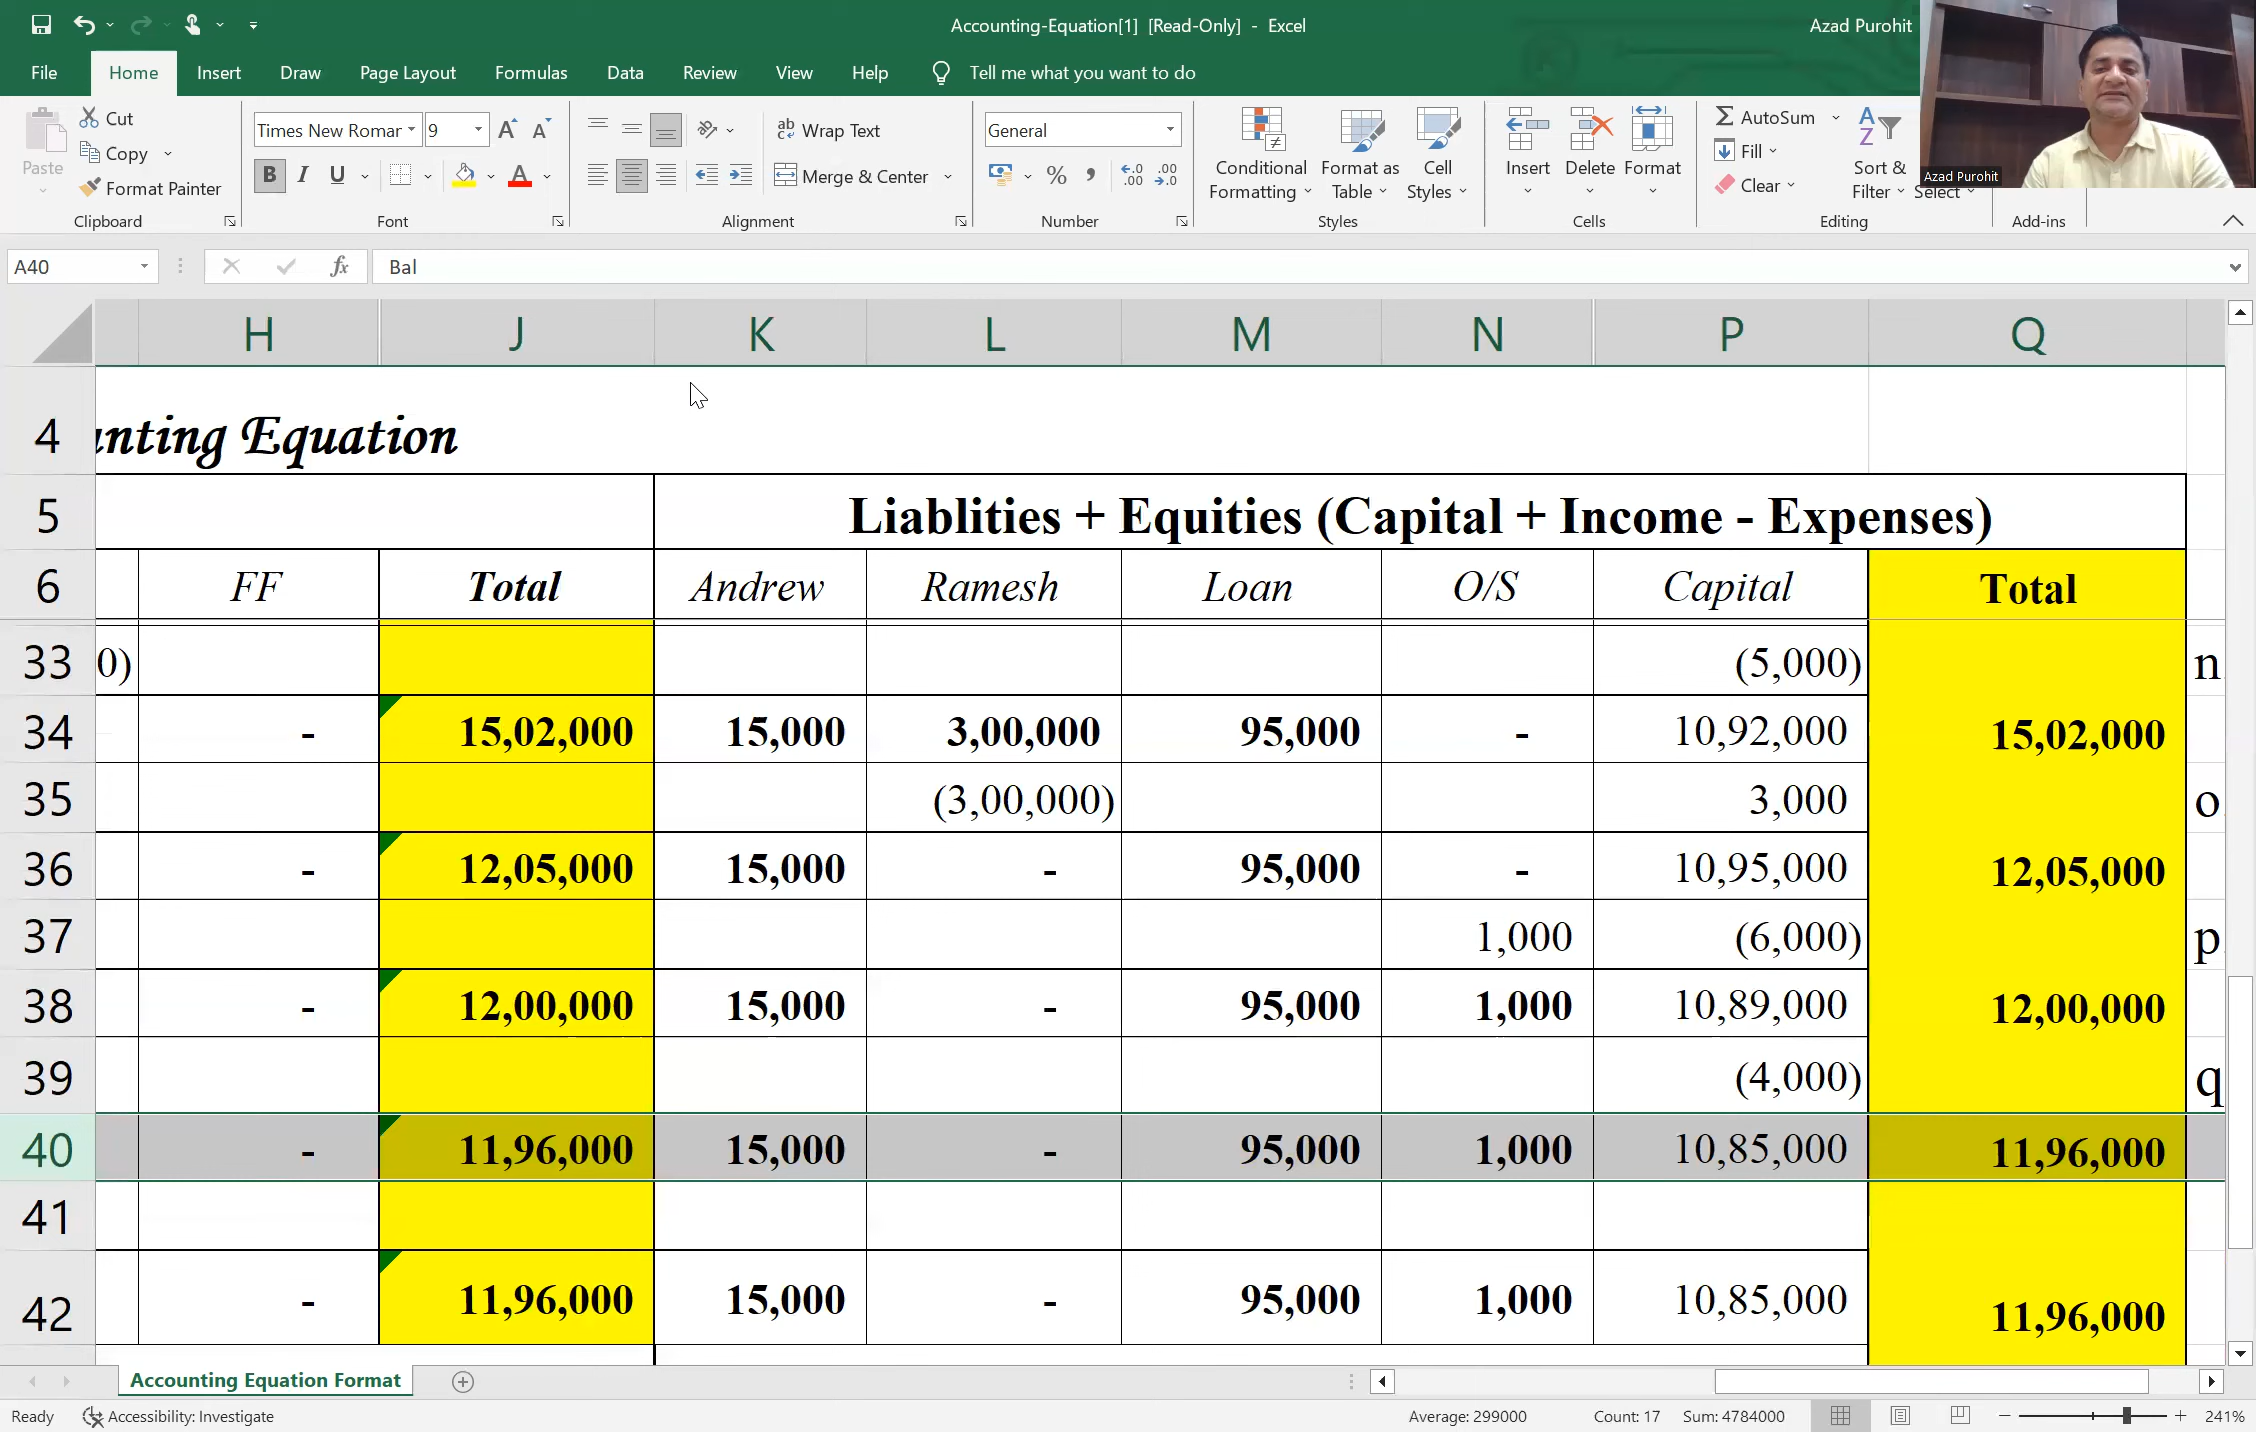 Accounting-Equation[1] [Read-Only] - Excel
Azad Purohit
File Home Insert Draw Page Layout Formulas Data Review View Help Tell me what you want to do
Paste
Cut
Copy
Format Painter
Clipboard
Times New Romar 9
B I U
Font
Wrap Text
Merge & Center
Alignment
General
Number
Conditional Formatting
Format as Table
Cell Styles
Styles
Insert Delete Format
Cells
AutoSum
Fill
Clear
Sort & Filter
Select
Editing
Add-ins
Azad Purohit
A40 fx Bal
H J K L M N P Q
4 unting Equation
5 Liablities + Equities (Capital + Income - Expenses)
6 FF Total Andrew Ramesh Loan O/S Capital Total
33 0) (5,000) n
34 - 15,02,000 15,000 3,00,000 95,000 - 10,92,000 15,02,000
35 (3,00,000) 3,000 o
36 - 12,05,000 15,000 - 95,000 - 10,95,000 12,05,000
37 1,000 (6,000) p
38 - 12,00,000 15,000 - 95,000 1,000 10,89,000 12,00,000
39 (4,000) q
40 - 11,96,000 15,000 - 95,000 1,000 10,85,000 11,96,000
41
42 - 11,96,000 15,000 - 95,000 1,000 10,85,000 11,96,000
Accounting Equation Format
Ready Accessibility: Investigate Average: 299000 Count: 17 Sum: 4784000 241%